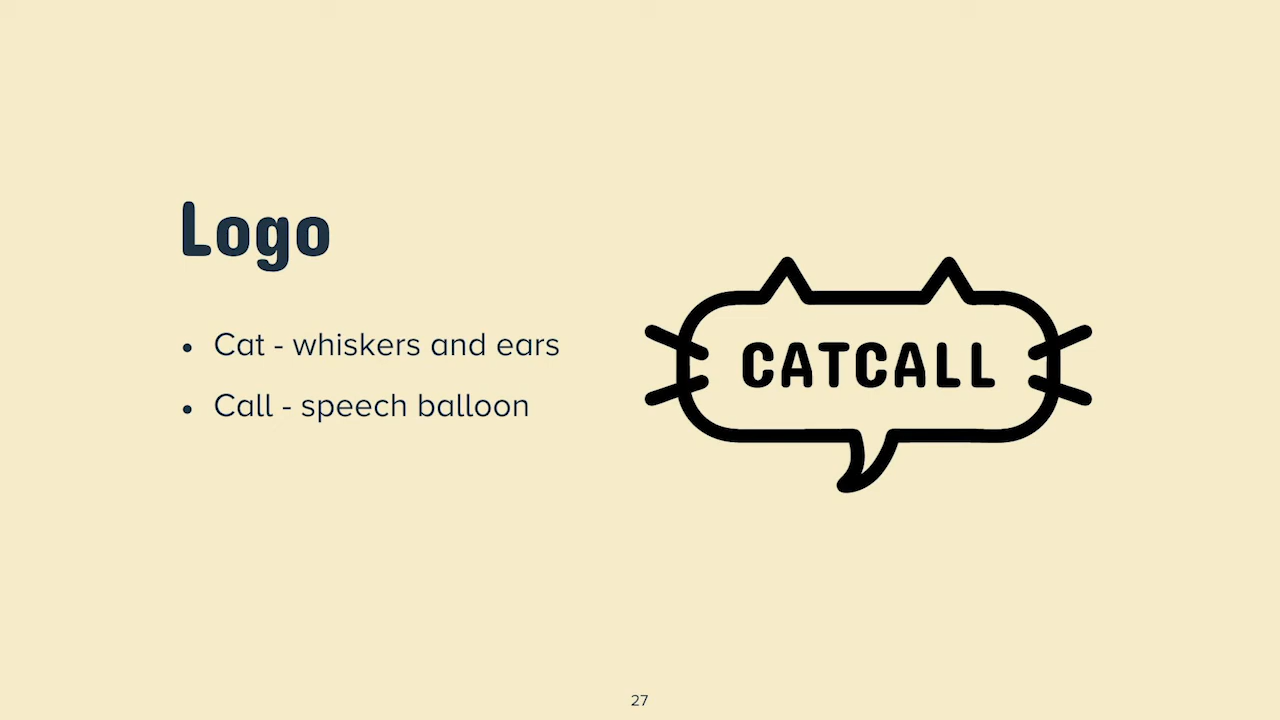 Logo
• Cat - whiskers and ears
• Call - speech balloon
CATCALL
27